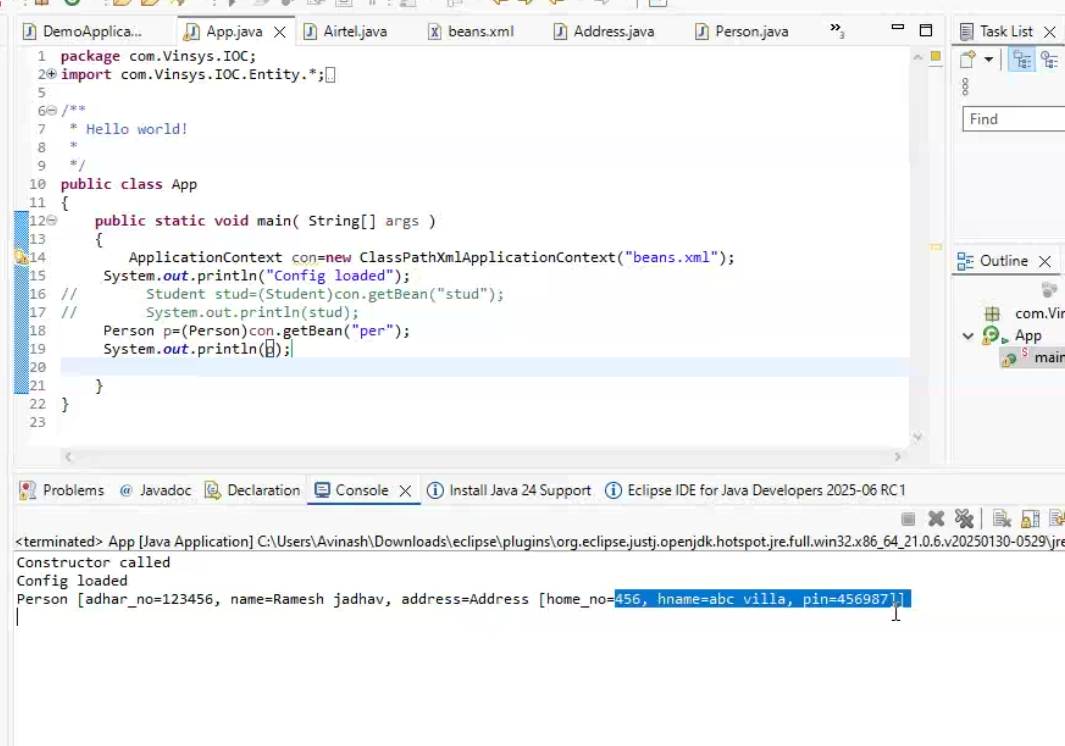 DemoApplica... App.java Airtel.java beans.xml Address.java Person.java »3 Task List
1 package com.Vinsys.IOC;
2 import com.Vinsys.IOC.Entity.*;
5
6 /**
7  * Hello world!
8  *
9  */
10 public class App
11 {
12     public static void main( String[] args )
13     {
14         ApplicationContext con=new ClassPathXmlApplicationContext("beans.xml");
15      System.out.println("Config loaded");
16 //        Student stud=(Student)con.getBean("stud");
17 //        System.out.println(stud);
18      Person p=(Person)con.getBean("per");
19      System.out.println(p);
20
21     }
22 }
23
Find
Outline
com.Vin
App
S main
Problems @ Javadoc Declaration Console Install Java 24 Support Eclipse IDE for Java Developers 2025-06 RC1
<terminated> App [Java Application] C:\Users\Avinash\Downloads\eclipse\plugins\org.eclipse.justj.openjdk.hotspot.jre.full.win32.x86_64_21.0.6.v20250130-0529\jre
Constructor called
Config loaded
Person [adhar_no=123456, name=Ramesh jadhav, address=Address [home_no=456, hname=abc villa, pin=456987]]